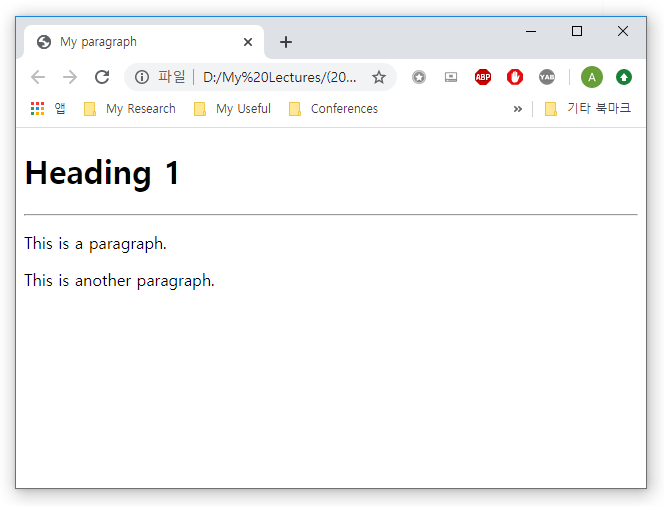 My paragraph
파일 D:/My%20Lectures/(20...
ABP YAB A
앱 My Research My Useful Conferences » 기타 북마크
Heading 1
This is a paragraph.
This is another paragraph.